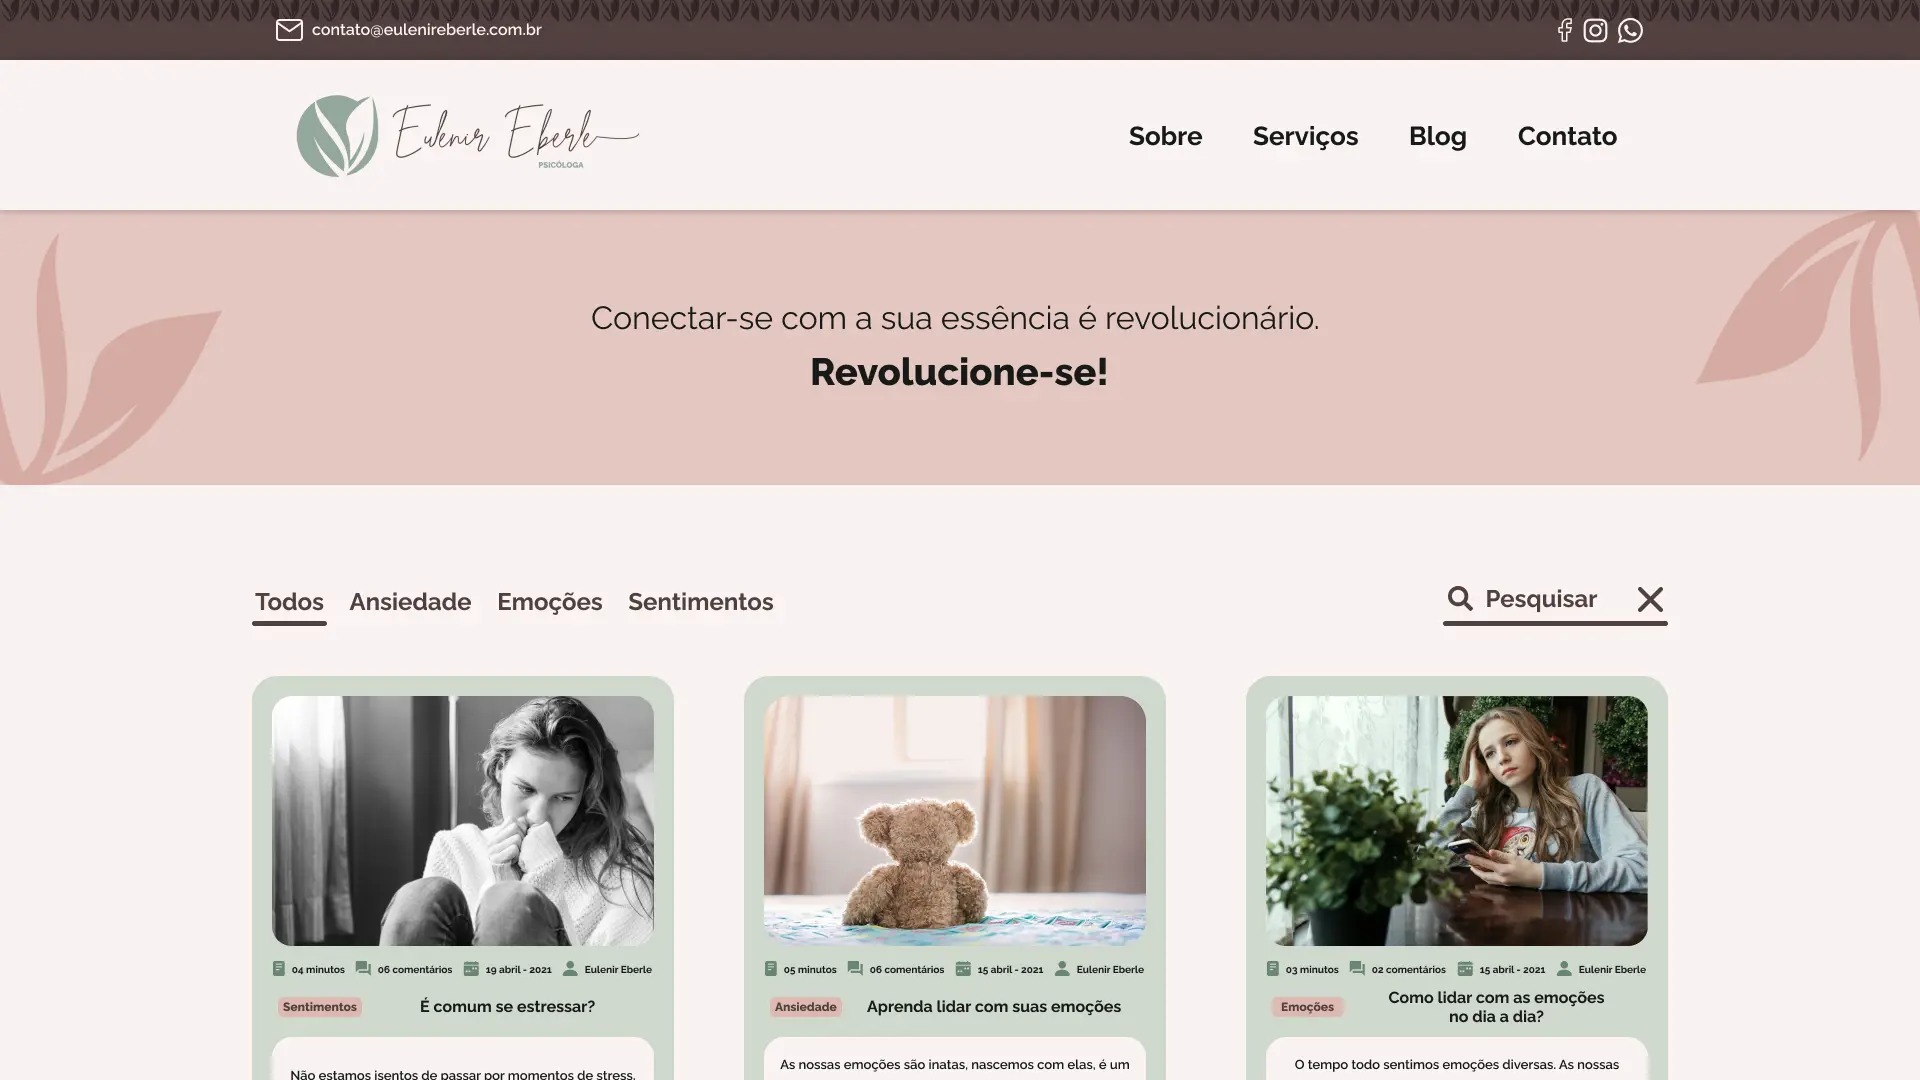 contato@eulenireberle.com.br
Eulenir Eberle
PSICÓLOGA
Sobre
Serviços
Blog
Contato
Conectar-se com a sua essência é revolucionário.
Revolucione-se!
Todos
Ansiedade
Emoções
Sentimentos
Pesquisar
04 minutos
06 comentários
19 abril - 2021
Eulenir Eberle
Sentimentos
É comum se estressar?
Não estamos isentos de passar por momentos de stress.
05 minutos
06 comentários
15 abril - 2021
Eulenir Eberle
Ansiedade
Aprenda lidar com suas emoções
As nossas emoções são inatas, nascemos com elas, é um
03 minutos
02 comentários
15 abril - 2021
Eulenir Eberle
Emoções
Como lidar com as emoções
no dia a dia?
O tempo todo sentimos emoções diversas. As nossas